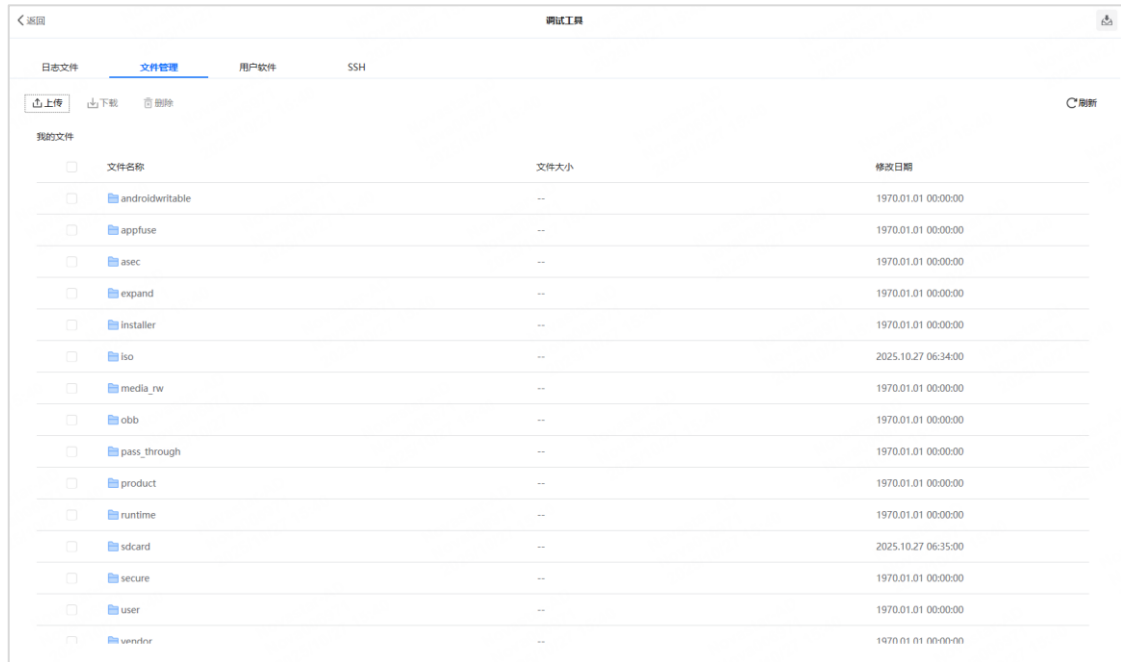 返回 调试工具
日志文件 文件管理 用户软件 SSH
上传 下载 删除 刷新
我的文件
文件名称 文件大小 修改日期
androidwritable -- 1970.01.01 00:00:00
appfuse -- 1970.01.01 00:00:00
asec -- 1970.01.01 00:00:00
expand -- 1970.01.01 00:00:00
installer -- 1970.01.01 00:00:00
iso -- 2025.10.27 06:34:00
media_rw -- 1970.01.01 00:00:00
obb -- 1970.01.01 00:00:00
pass_through -- 1970.01.01 00:00:00
product -- 1970.01.01 00:00:00
runtime -- 1970.01.01 00:00:00
sdcard -- 2025.10.27 06:35:00
secure -- 1970.01.01 00:00:00
user -- 1970.01.01 00:00:00
vendor -- 1970.01.01 00:00:00